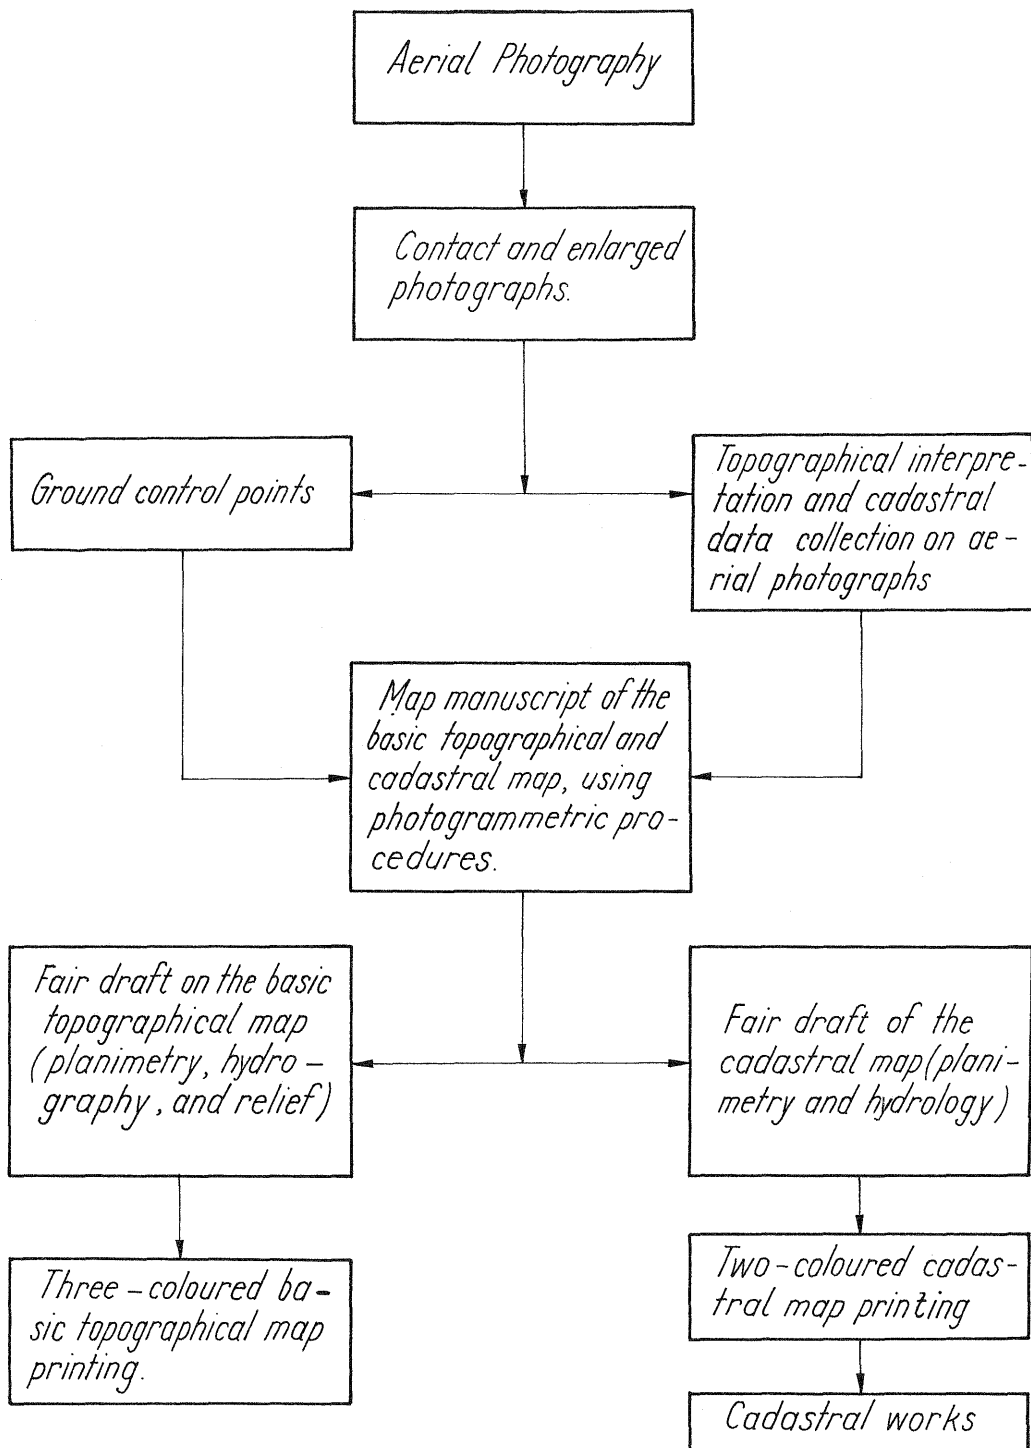 Aerial Photography
Contact and enlarged
photographs.
Ground control points
Topographical interpre-
tation and cadastral
data collection on ae-
rial photographs
Map manuscript of the
basic topographical and
cadastral map, using
photogrammetric pro-
cedures.
Fair draft on the basic
topographical map
(planimetry, hydro-
graphy, and relief)
Fair draft of the
cadastral map (plani-
metry and hydrology)
Three-coloured ba-
sic topographical map
printing.
Two-coloured cadas-
tral map printing
Cadastral works